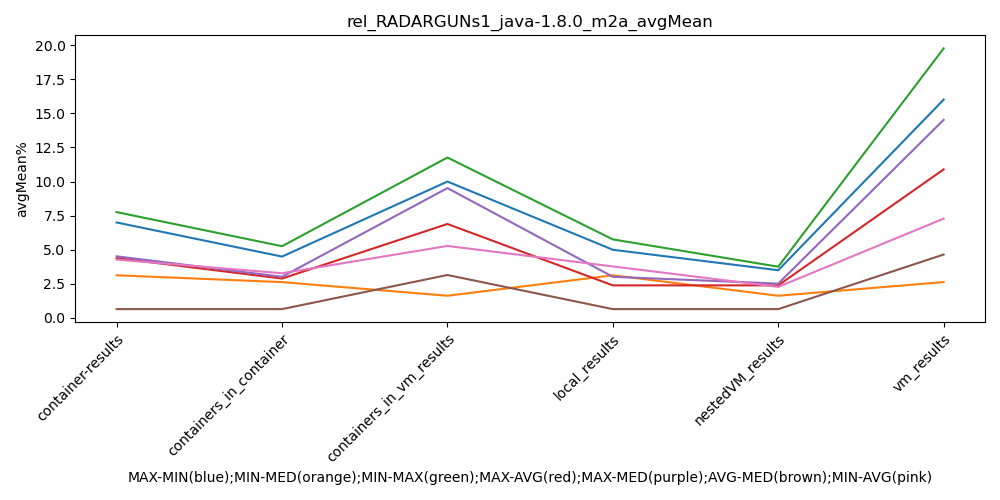 rel_RADARGUNs1_java-1.8.0_m2a_avgMean
avgMean%
20.0
17.5
15.0
12.5
10.0
7.5
5.0
2.5
0.0
container-results
containers_in_container
containers_in_vm_results
local_results
nestedVM_results
vm_results
MAX-MIN(blue);MIN-MED(orange);MIN-MAX(green);MAX-AVG(red);MAX-MED(purple);AVG-MED(brown);MIN-AVG(pink)